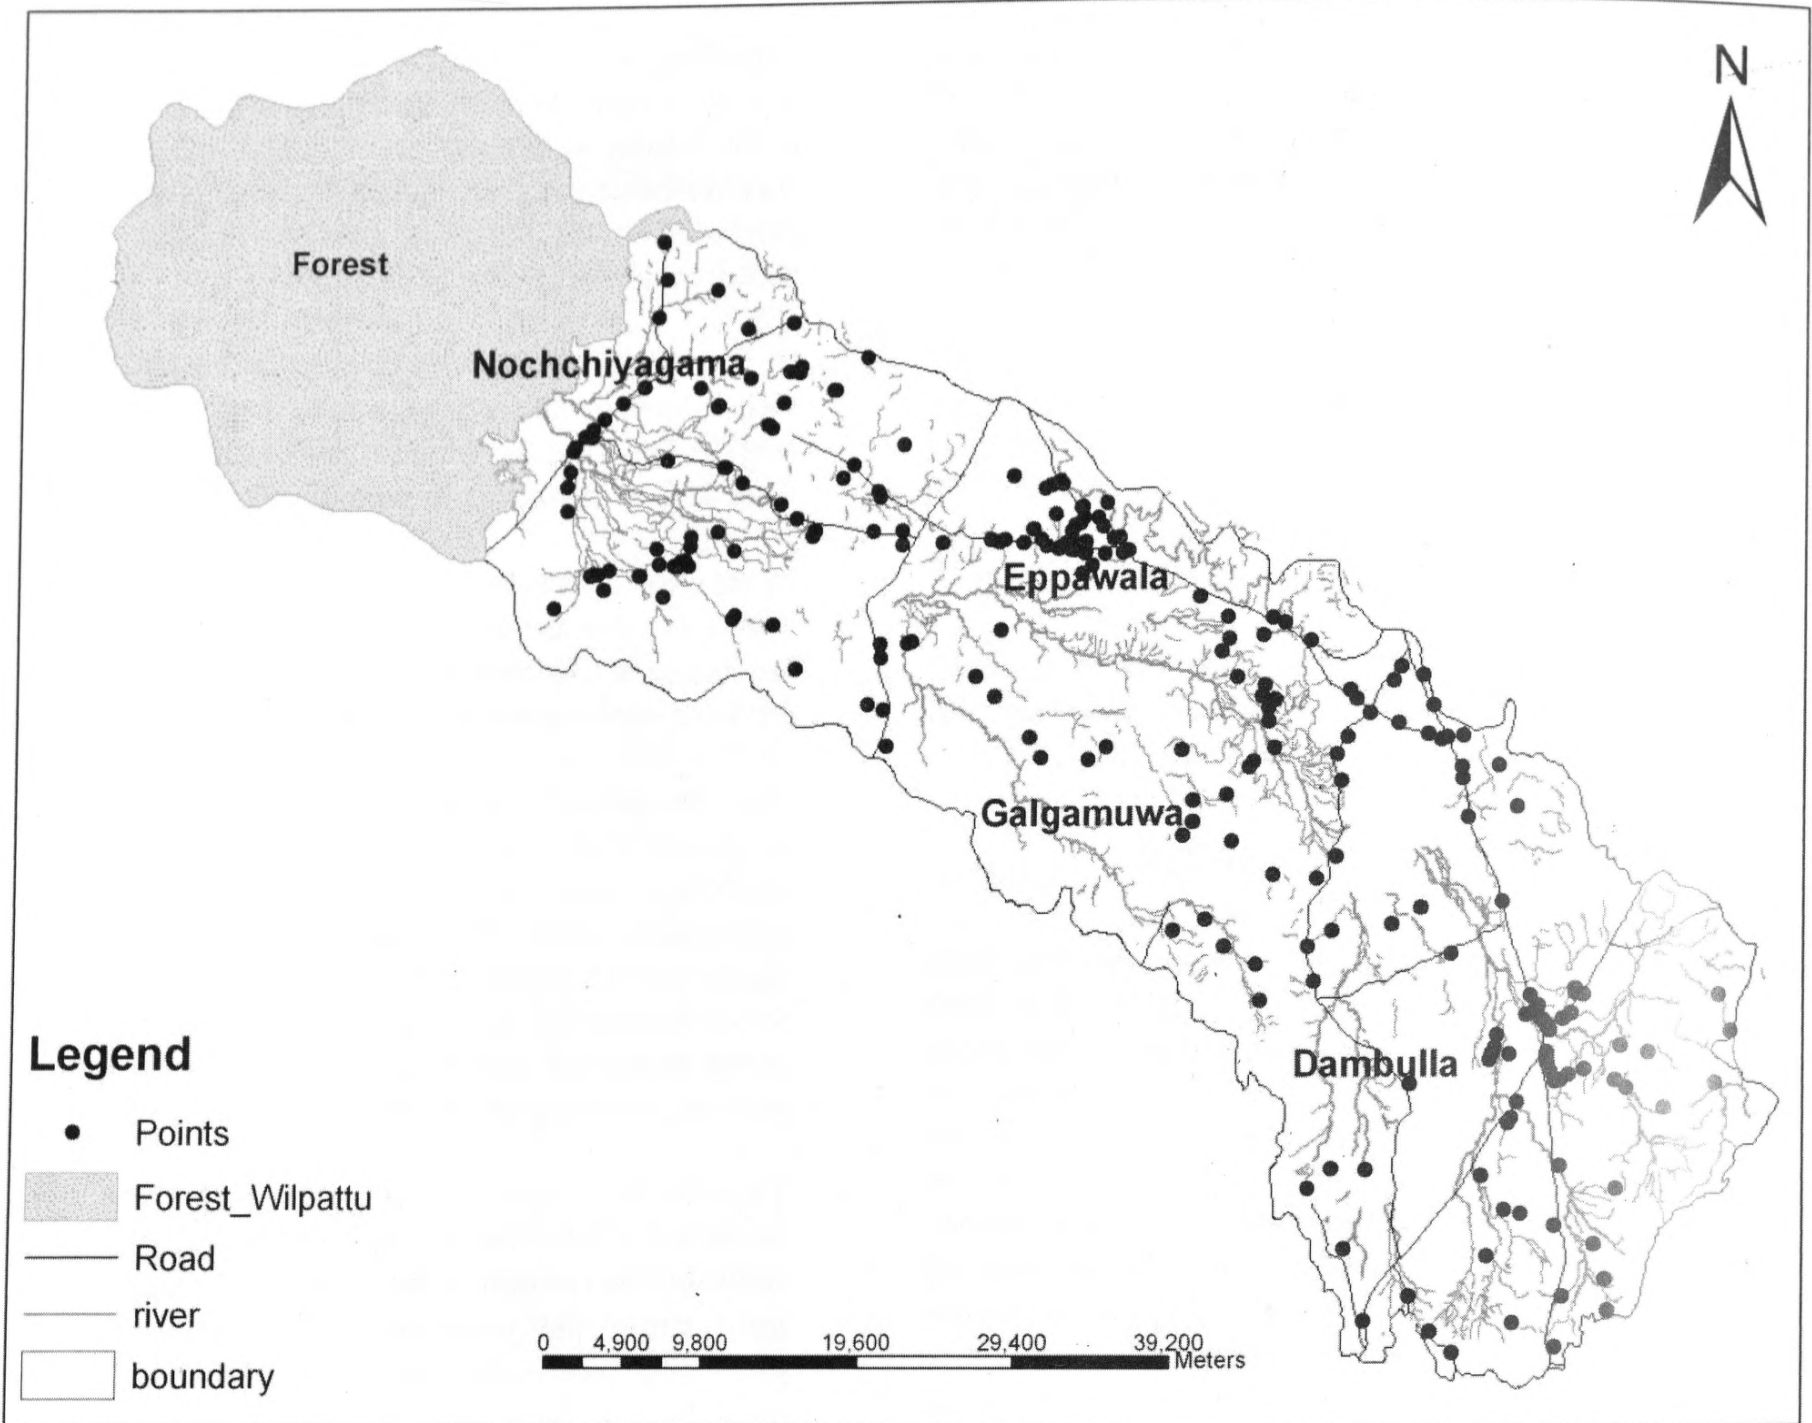 N
Forest
Nochchiyagama
Eppawala
Galgamuwa
Dambulla
Legend
Points
Forest_Wilpattu
Road
river
boundary
0 4,900 9,800 19,600 29,400 39,200
Meters